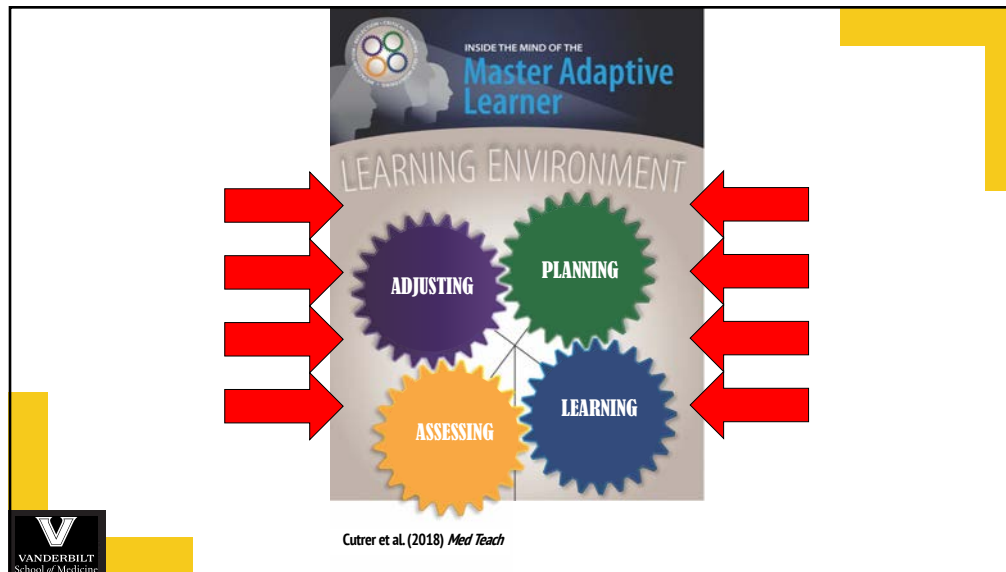 INSIDE THE MIND OF THE
Master Adaptive
Learner
LEARNING ENVIRONMENT
ADJUSTING
PLANNING
ASSESSING
LEARNING
Cutrer et al. (2018) Med Teach
V
VANDERBILT
School of Medicine